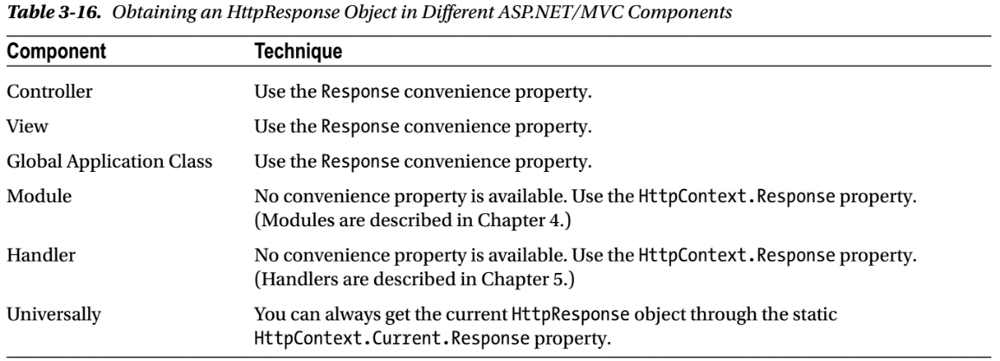 Table 3-16. Obtaining an HttpResponse Object in Different ASP.NET/MVC Components
Component Technique
Controller Use the Response convenience property.
View Use the Response convenience property.
Global Application Class Use the Response convenience property.
Module No convenience property is available. Use the HttpContext.Response property.
(Modules are described in Chapter 4.)
Handler No convenience property is available. Use the HttpContext.Response property.
(Handlers are described in Chapter 5.)
Universally You can always get the current HttpResponse object through the static
HttpContext.Current.Response property.